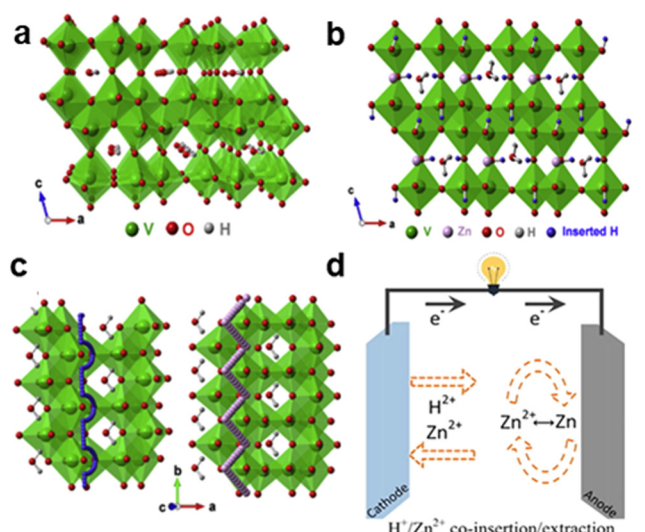 a
b
c
a
V O H
c
a
V Zn O H Inserted H
c
d
e- e-
H2+
Zn2+
Zn2+↔Zn
Cathode
Anode
b
c a
H+/Zn2+ co-insertion/extraction